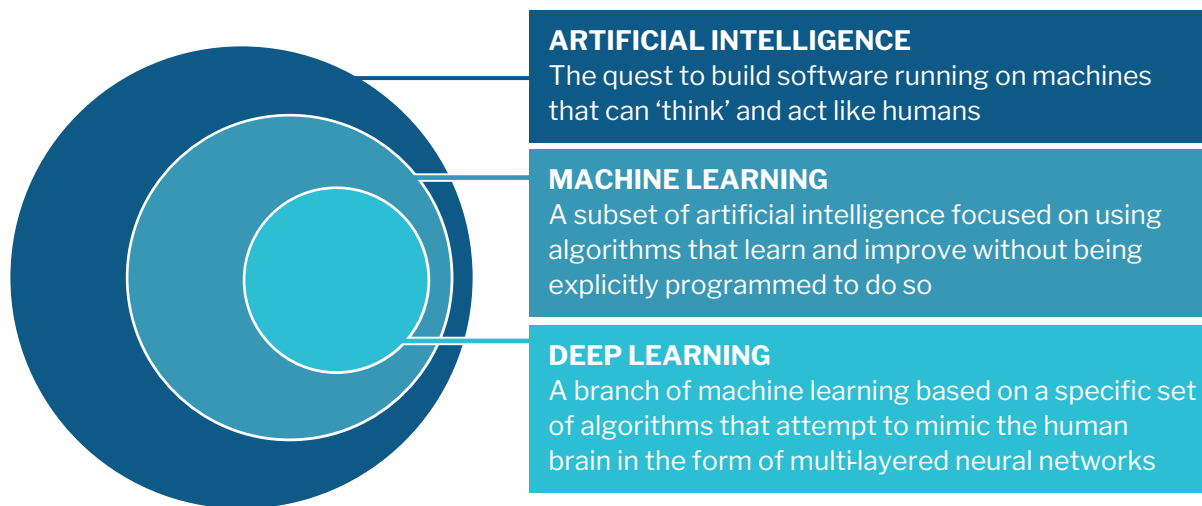 ARTIFICIAL INTELLIGENCE
The quest to build software running on machines
that can ‘think’ and act like humans
MACHINE LEARNING
A subset of artificial intelligence focused on using
algorithms that learn and improve without being
explicitly programmed to do so
DEEP LEARNING
A branch of machine learning based on a specific set
of algorithms that attempt to mimic the human
brain in the form of multi-layered neural networks